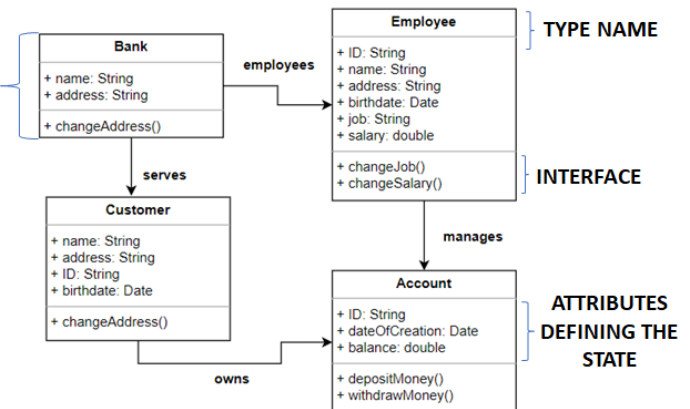 Bank
+ name: String
+ address: String
+ changeAddress()
employees
Employee
+ ID: String
+ name: String
+ address: String
+ birthdate: Date
+ job: String
+ salary: double
+ changeJob()
+ changeSalary()
TYPE NAME
INTERFACE
serves
Customer
+ name: String
+ address: String
+ ID: String
+ birthdate: Date
+ changeAddress()
manages
owns
Account
+ ID: String
+ dateOfCreation: Date
+ balance: double
+ depositMoney()
+ withdrawMoney()
ATTRIBUTES
DEFINING THE
STATE